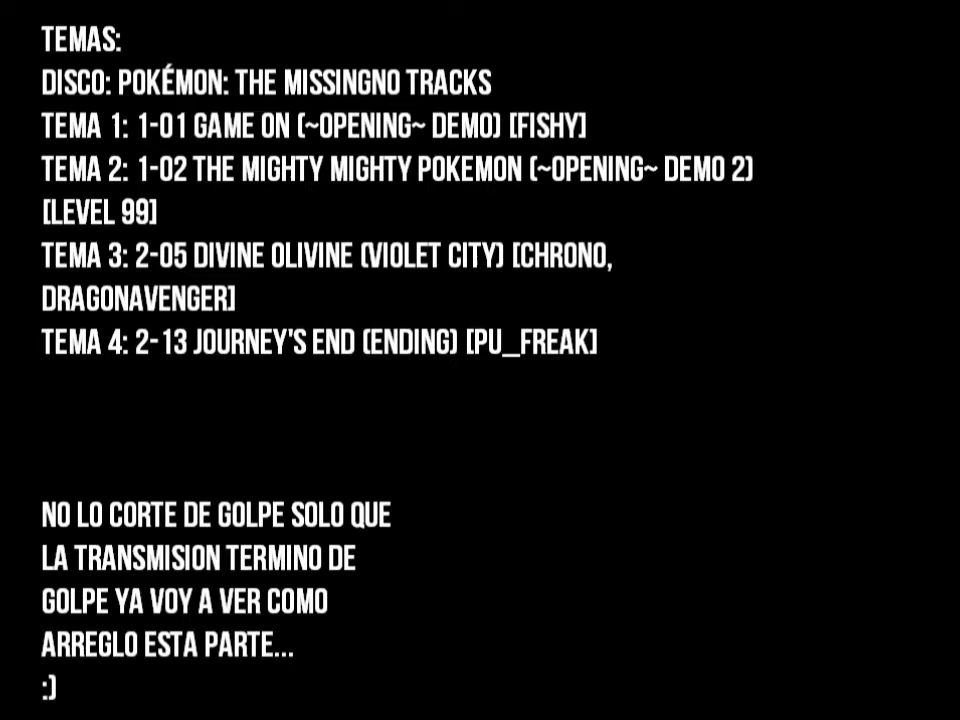 TEMAS:
DISCO: POKÉMON: THE MISSINGNO TRACKS
TEMA 1: 1-01 GAME ON (~OPENING~ DEMO) [FISHY]
TEMA 2: 1-02 THE MIGHTY MIGHTY POKEMON (~OPENING~ DEMO 2)
[LEVEL 99]
TEMA 3: 2-05 DIVINE OLIVINE (VIOLET CITY) [CHRONO,
DRAGONAVENGER]
TEMA 4: 2-13 JOURNEY'S END (ENDING) [PU_FREAK]
NO LO CORTE DE GOLPE SOLO QUE
LA TRANSMISION TERMINO DE
GOLPE YA VOY A VER COMO
ARREGLO ESTA PARTE...
:)